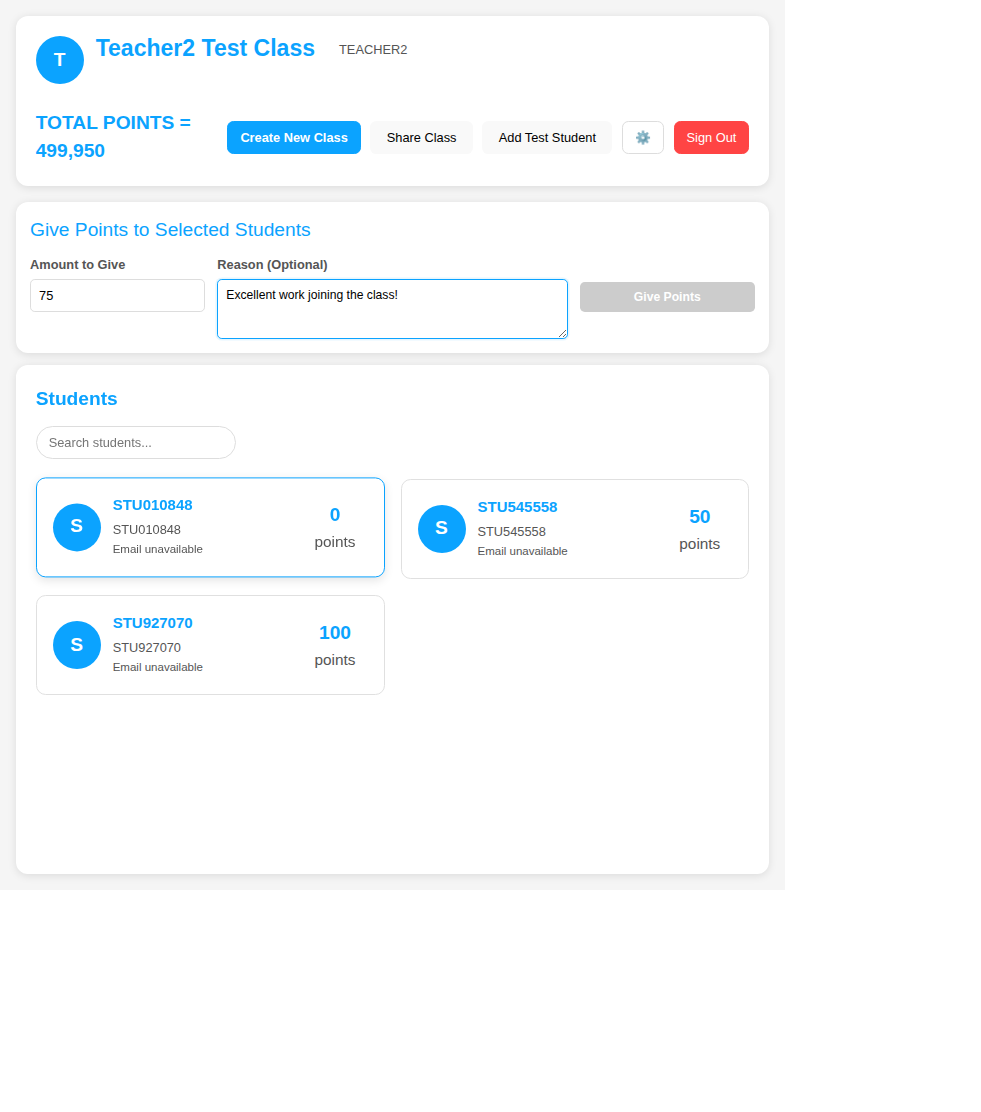 T
Teacher2 Test Class
TEACHER2
TOTAL POINTS =
499,950
Create New Class
Share Class
Add Test Student
Sign Out
Give Points to Selected Students
Amount to Give
Reason (Optional)
75
Excellent work joining the class!
Give Points
Students
Search students...
S
STU010848
STU010848
Email unavailable
0
points
S
STU545558
STU545558
Email unavailable
50
points
S
STU927070
STU927070
Email unavailable
100
points